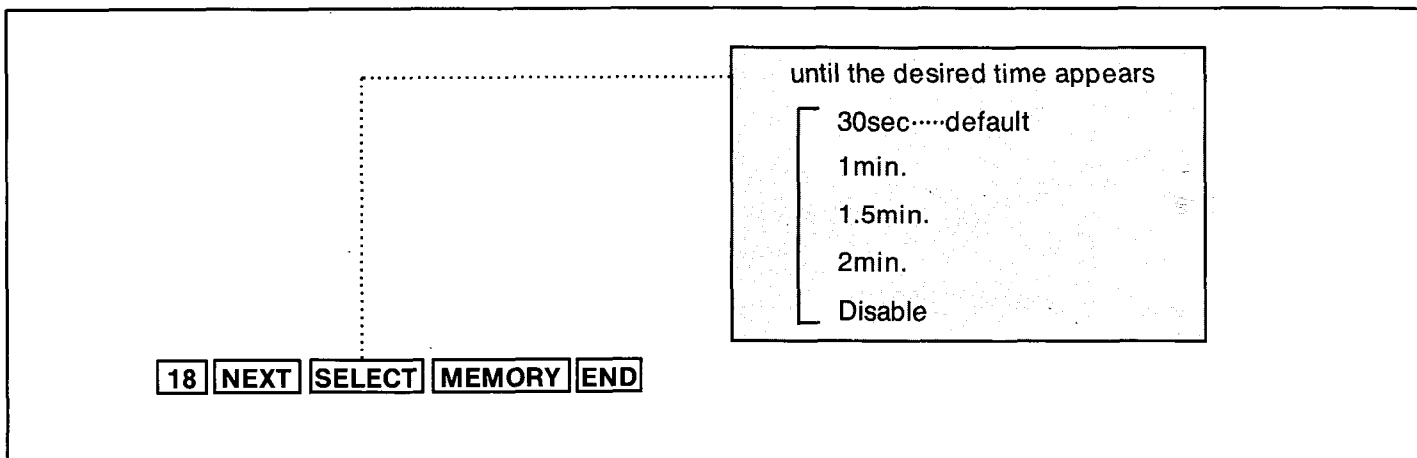 until the desired time appears
30sec·····default
1min.
1.5min.
2min.
Disable
18 NEXT SELECT MEMORY END